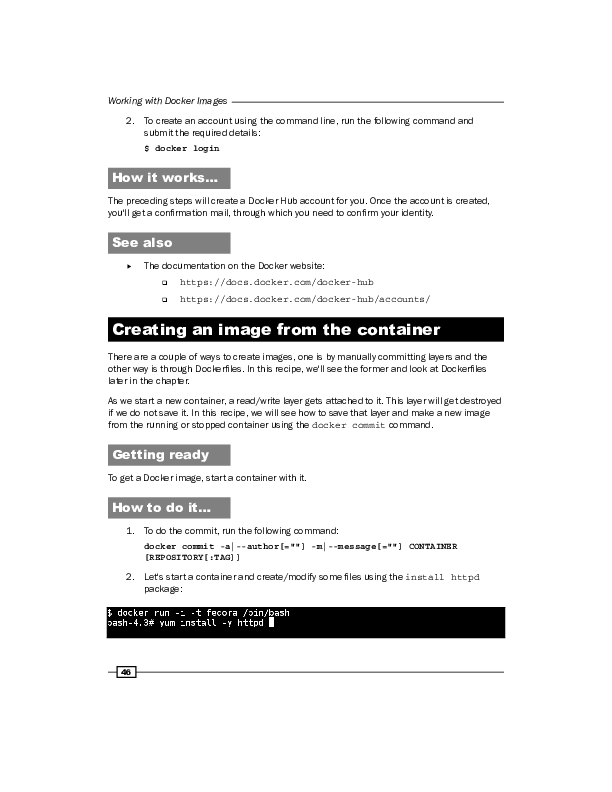 Working with Docker Images
2. To create an account using the command line, run the following command and
submit the required details:
$ docker login
How it works…
The preceding steps will create a Docker Hub account for you. Once the account is created,
you'll get a confirmation mail, through which you need to confirm your identity.
See also
The documentation on the Docker website:
https://docs.docker.com/docker-hub
https://docs.docker.com/docker-hub/accounts/
Creating an image from the container
There are a couple of ways to create images, one is by manually committing layers and the
other way is through Dockerfiles. In this recipe, we'll see the former and look at Dockerfiles
later in the chapter.
As we start a new container, a read/write layer gets attached to it. This layer will get destroyed
if we do not save it. In this recipe, we will see how to save that layer and make a new image
from the running or stopped container using the docker commit command.
Getting ready
To get a Docker image, start a container with it.
How to do it…
1. To do the commit, run the following command:
docker commit -a|--author[=""] -m|--message[=""] CONTAINER
[REPOSITORY[:TAG]]
2. Let's start a container and create/modify some files using the install httpd
package:
$ docker run -i -t fedora /bin/bash
bash-4.3# yum install -y httpd
46